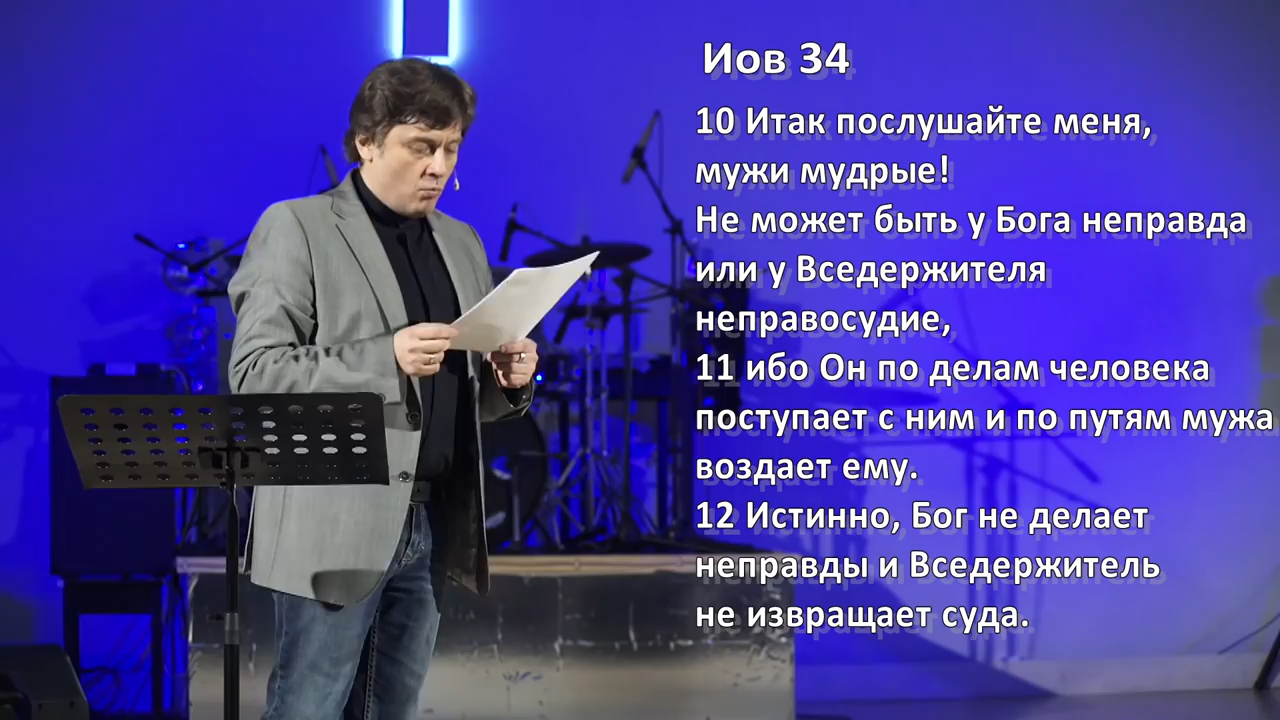 Иов 34
10 Итак послушайте меня,
мужи мудрые!
Не может быть у Бога неправда
или у Вседержителя
неправосудие,
11 ибо Он по делам человека
поступает с ним и по путям мужа
воздает ему.
12 Истинно, Бог не делает
неправды и Вседержитель
не извращает суда.